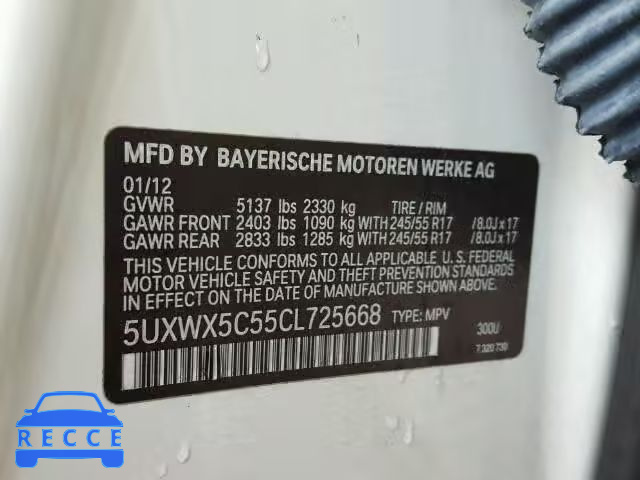 MFD BY BAYERISCHE MOTOREN WERKE AG
01/12
GVWR 5137 lbs 2330 kg TIRE / RIM
GAWR FRONT 2403 lbs 1090 kg WITH 245/55 R17 /8.0J x 17
GAWR REAR 2833 lbs 1285 kg WITH 245/55 R17 /8.0J x 17
THIS VEHICLE CONFORMS TO ALL APPLICABLE U. S. FEDERAL
MOTOR VEHICLE SAFETY AND THEFT PREVENTION STANDARDS
IN EFFECT ON THE DATE OF MANUFACTURE SHOWN ABOVE.
5UXWX5C55CL725668 TYPE: MPV
300U
7 320 730
RECCE